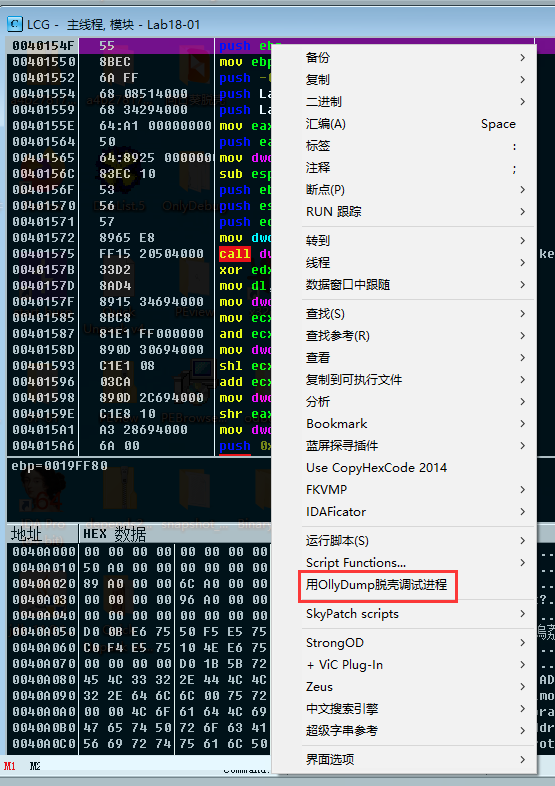 LCG - 主线程, 模块 - Lab18-01
0040154F 55 push eb
00401550 8BEC mov ebp
00401552 6A FF push -
00401554 68 08514000 push La
00401559 68 34294000 push La
0040155E 64:A1 00000000 mov eax
00401564 50 push ea
00401565 64:8925 000000 mov dwo
0040156C 83EC 10 sub esp
0040156F 53 push eb
00401570 56 push es
00401571 57 push ed
00401572 8965 E8 mov dwo
00401575 FF15 20504000 call dw
0040157B 33D2 xor edx
0040157D 8AD4 mov dl,
0040157F 8915 34694000 mov dwo
00401585 8BC8 mov ecx
00401587 81E1 FF000000 and ecx
0040158D 890D 30694000 mov dwo
00401593 C1E1 08 shl ecx
00401596 03CA add ecx
00401598 890D 2C694000 mov dwo
0040159E C1E8 10 shr eax
004015A1 A3 28694000 mov dwo
004015A6 6A 00 push 0x
ebp=0019FF80
地址 HEX 数据
0040A000 00 00 00 00 00 00 00
0040A010 50 A0 00 00 00 00 00
0040A020 89 A0 00 00 6C A0 00
0040A030 00 00 00 00 96 A0 00
0040A040 00 00 00 00 00 00 00
0040A050 D0 0B E6 75 50 F5 E5 75
0040A060 C0 F4 E5 75 10 4E E6 75
0040A070 00 00 00 00 D0 1B 5B 72
0040A080 45 4C 33 32 2E 44 4C 4C
0040A090 32 2E 64 6C 6C 00 75 72
0040A0A0 00 00 4C 6F 61 64 4C 69
0040A0B0 47 65 74 50 72 6F 63 41
0040A0C0 56 69 72 74 75 61 6C 50
M1 M2
Command:
备份
复制
二进制
汇编(A) Space
标签 :
注释 ;
断点(P)
RUN 跟踪
转到
线程
数据窗口中跟随
查找(S)
查找参考(R)
查看
复制到可执行文件
分析
Bookmark
蓝屏探寻插件
Use CopyHexCode 2014
FKVMP
IDAFicator
运行脚本(S)
Script Functions...
用OllyDump脱壳调试进程
SkyPatch scripts
StrongOD
+ ViC Plug-In
Zeus
中文搜索引擎
超级字串参考
界面选项